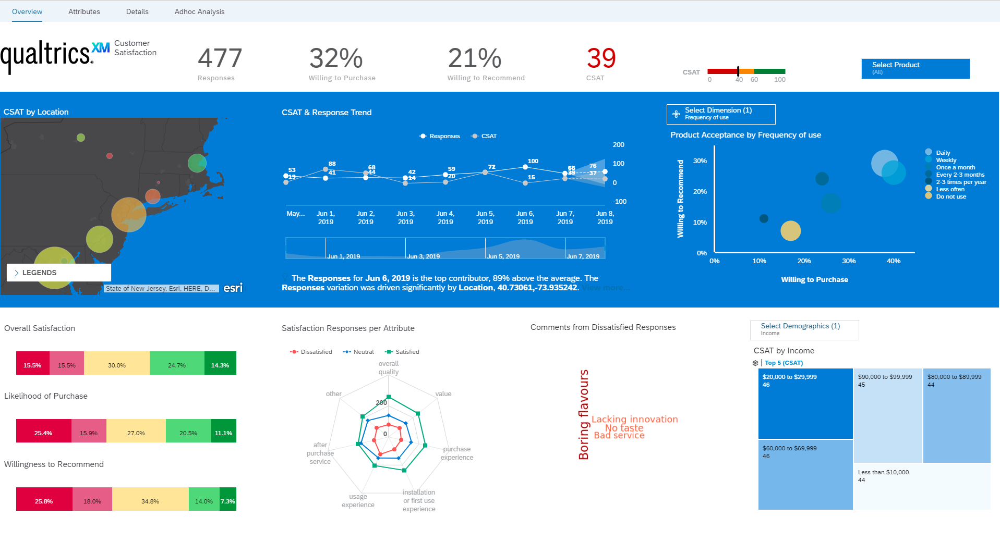 Overview Attributes Details Adhoc Analysis
qualtrics XM
Customer
Satisfaction
477
Responses
32%
Willing to Purchase
21%
Willing to Recommend
39
CSAT
CSAT
0 40 60 100
Select Product
(All)
CSAT by Location
LEGENDS
State of New Jersey, Esri, HERE, D...
esri
CSAT & Response Trend
Responses CSAT
200
100
0
-100
53 88 68 42 59 72 100 66 76
19 41 44 14 20 71 15 39 37
May... Jun 1, 2019 Jun 2, 2019 Jun 3, 2019 Jun 4, 2019 Jun 5, 2019 Jun 6, 2019 Jun 7, 2019 Jun 8, 2019
Jun 1, 2019 Jun 3, 2019 Jun 5, 2019 Jun 7, 2019
The Responses for Jun 6, 2019 is the top contributor, 89% above the average. The
Responses variation was driven significantly by Location, 40.73061,-73.935242. View more...
Select Dimension (1)
Frequency of use
Product Acceptance by Frequency of use
Willing to Recommend
30%
20%
10%
0%
0% 10% 20% 30% 40%
Willing to Purchase
Daily
Weekly
Once a month
Every 2-3 months
2-3 times per year
Less often
Do not use
Overall Satisfaction
15.5% 15.5% 30.0% 24.7% 14.3%
Likelihood of Purchase
25.4% 15.9% 27.0% 20.5% 11.1%
Willingness to Recommend
25.8% 18.0% 34.8% 14.0% 7.3%
Satisfaction Responses per Attribute
Dissatisfied Neutral Satisfied
overall
quality
other
value
200
0
after
purchase
service
purchase
experience
usage
experience
installation
or first use
experience
Comments from Dissatisfied Responses
Boring flavours
Lacking innovation
No taste
Bad service
Select Demographics (1)
Income
CSAT by Income
Top 5 (CSAT)
$20,000 to $29,999
46
$90,000 to $99,999
45
$80,000 to $89,999
44
$60,000 to $69,999
46
Less than $10,000
44